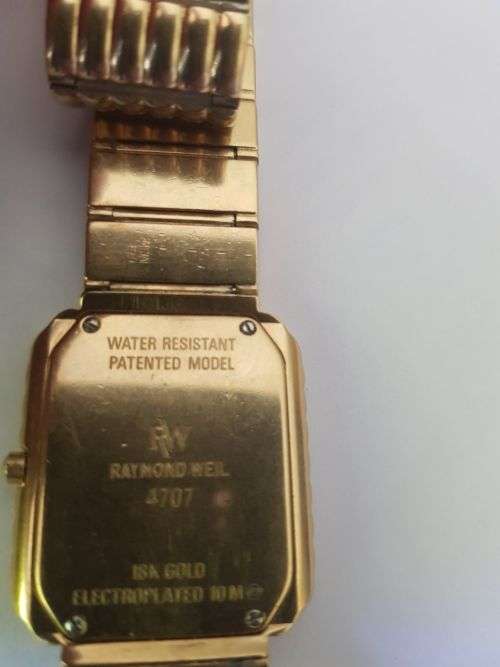 WATER RESISTANT
PATENTED MODEL
RW
RAYMOND WEIL
4707
18K GOLD
ELECTROPLATED 10 M